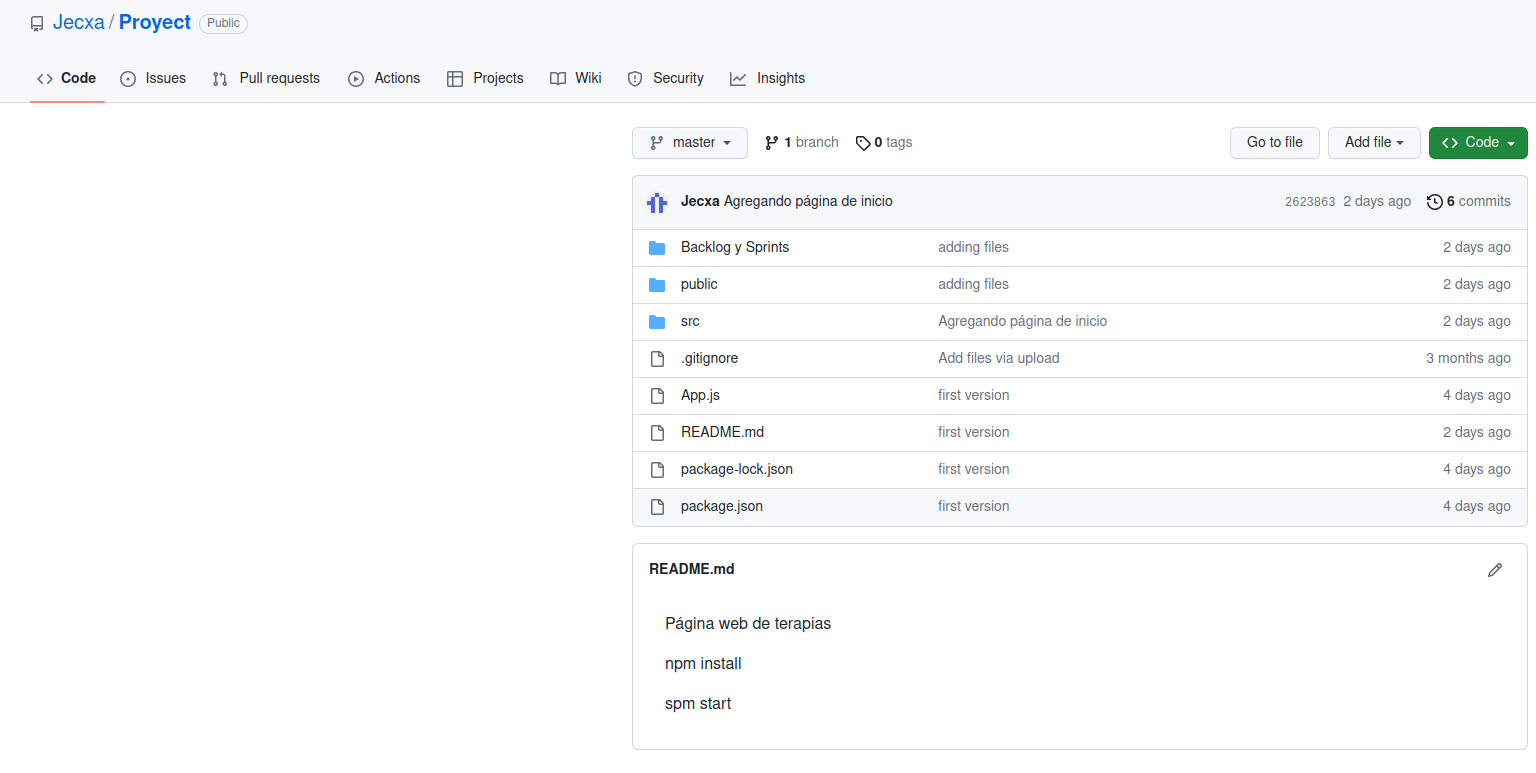 Jecxa / Proyect Public
Code Issues Pull requests Actions Projects Wiki Security Insights
master 1 branch 0 tags Go to file Add file Code
Jecxa Agregando página de inicio 2623863 2 days ago 6 commits
Backlog y Sprints adding files 2 days ago
public adding files 2 days ago
src Agregando página de inicio 2 days ago
.gitignore Add files via upload 3 months ago
App.js first version 4 days ago
README.md first version 2 days ago
package-lock.json first version 4 days ago
package.json first version 4 days ago
README.md
Página web de terapias
npm install
spm start